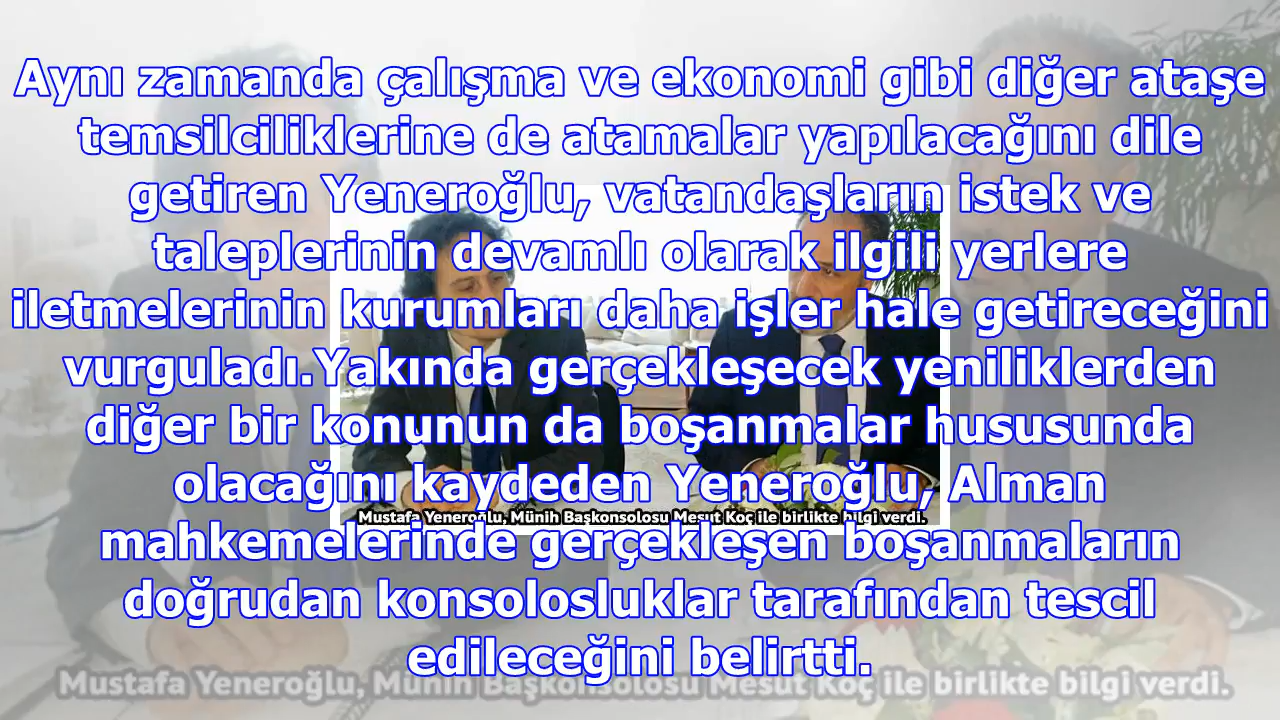 Aynı zamanda çalışma ve ekonomi gibi diğer ataşe
temsilciliklerine de atamalar yapılacağını dile
getiren Yeneroğlu, vatandaşların istek ve
taleplerinin devamlı olarak ilgili yerlere
iletmelerinin kurumları daha işler hale getireceğini
vurguladı.Yakında gerçekleşecek yeniliklerden
diğer bir konunun da boşanmalar hususunda
olacağını kaydeden Yeneroğlu, Alman
Mustafa Yeneroğlu, Münih Başkonsolosu Mesut Koç ile birlikte bilgi verdi.
mahkemelerinde gerçekleşen boşanmaların
doğrudan konsolosluklar tarafından tescil
edileceğini belirtti.
Mustafa Yeneroğlu, Münih Başkonsolosu Mesut Koç ile birlikte bilgi verdi.